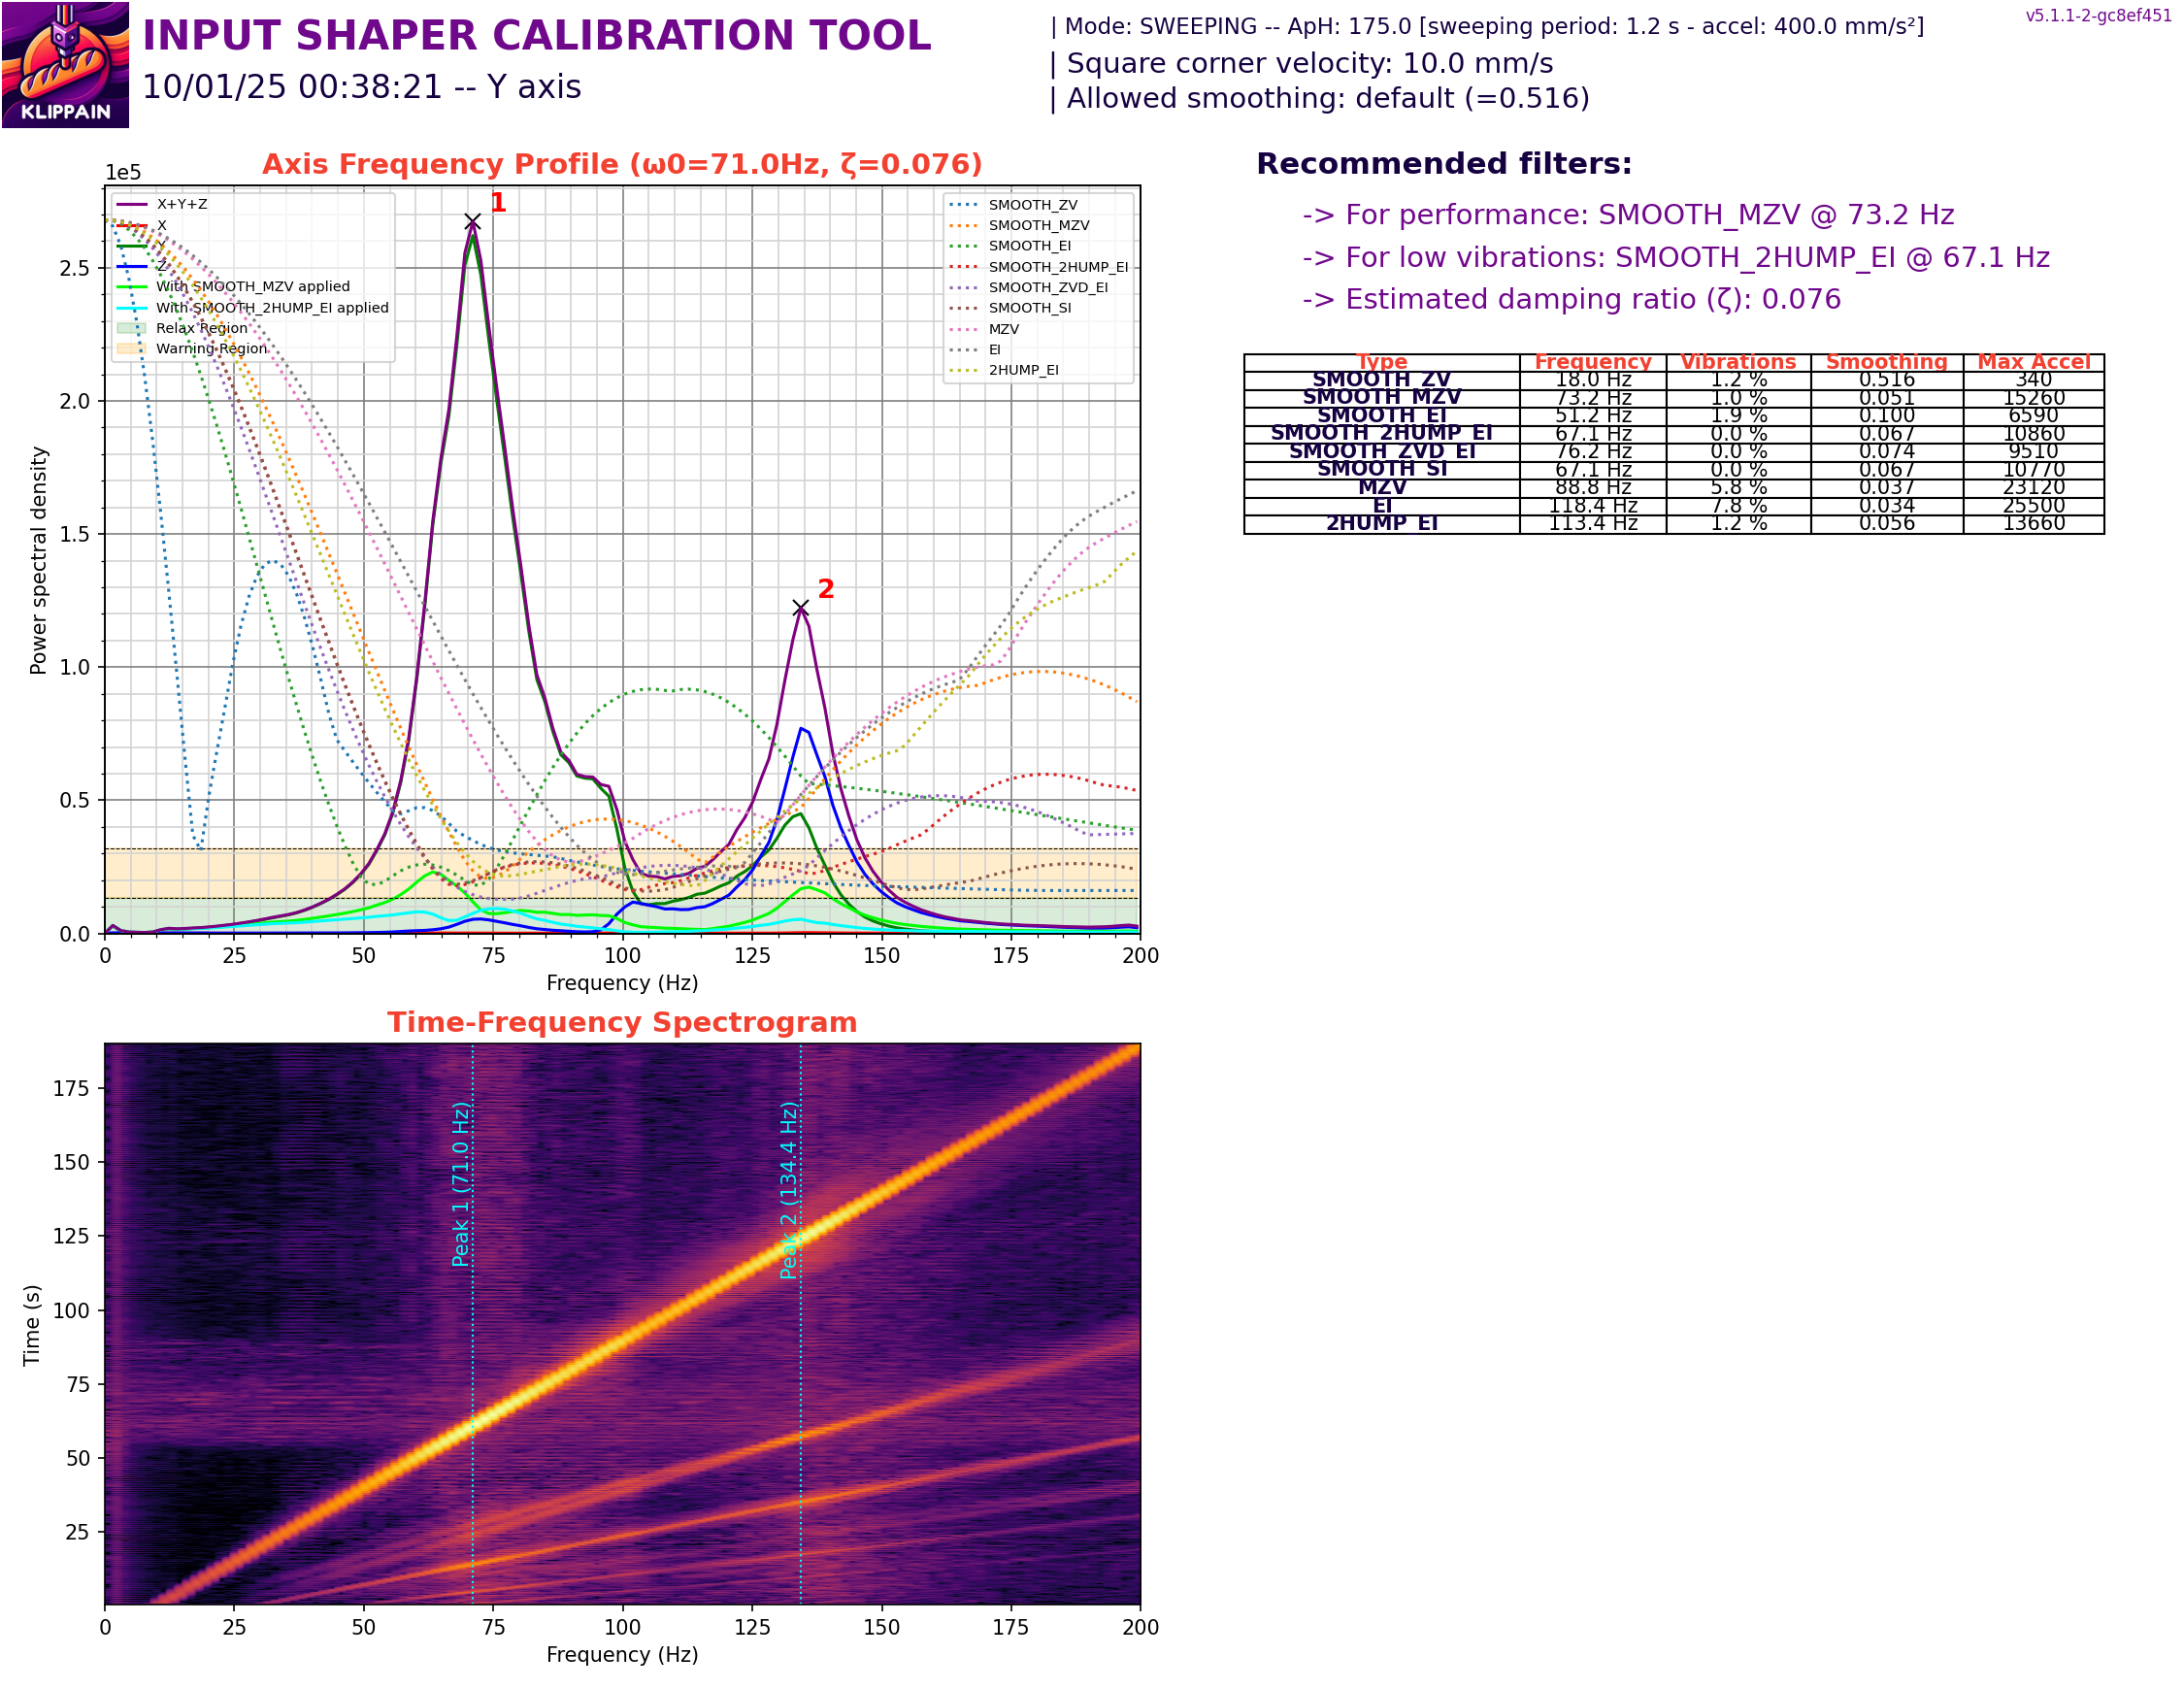 KLIPPAIN
INPUT SHAPER CALIBRATION TOOL
10/01/25 00:38:21 -- Y axis
| Mode: SWEEPING -- ApH: 175.0 [sweeping period: 1.2 s - accel: 400.0 mm/s²]
| Square corner velocity: 10.0 mm/s
| Allowed smoothing: default (=0.516)
v5.1.1-2-gc8ef451
Axis Frequency Profile (ω0=71.0Hz, ζ=0.076)
1e5
X+Y+Z
X
Y
Z
With SMOOTH_MZV applied
With SMOOTH_2HUMP_EI applied
Relax Region
Warning Region
SMOOTH_ZV
SMOOTH_MZV
SMOOTH_EI
SMOOTH_2HUMP_EI
SMOOTH_ZVD_EI
SMOOTH_SI
MZV
EI
2HUMP_EI
1
2
Power spectral density
2.5
2.0
1.5
1.0
0.5
0.0
0 25 50 75 100 125 150 175 200
Frequency (Hz)
Recommended filters:
-> For performance: SMOOTH_MZV @ 73.2 Hz
-> For low vibrations: SMOOTH_2HUMP_EI @ 67.1 Hz
-> Estimated damping ratio (ζ): 0.076
Type Frequency Vibrations Smoothing Max Accel
SMOOTH_ZV 18.0 Hz 1.2 % 0.516 340
SMOOTH_MZV 73.2 Hz 1.0 % 0.051 15260
SMOOTH_EI 51.2 Hz 1.9 % 0.100 6590
SMOOTH_2HUMP_EI 67.1 Hz 0.0 % 0.067 10860
SMOOTH_ZVD_EI 76.2 Hz 0.0 % 0.074 9510
SMOOTH_SI 67.1 Hz 0.0 % 0.067 10770
MZV 88.8 Hz 5.8 % 0.037 23120
EI 118.4 Hz 7.8 % 0.034 25500
2HUMP_EI 113.4 Hz 1.2 % 0.056 13660
Time-Frequency Spectrogram
Time (s)
175
150
125
100
75
50
25
Peak 1 (71.0 Hz)
Peak 2 (134.4 Hz)
0 25 50 75 100 125 150 175 200
Frequency (Hz)